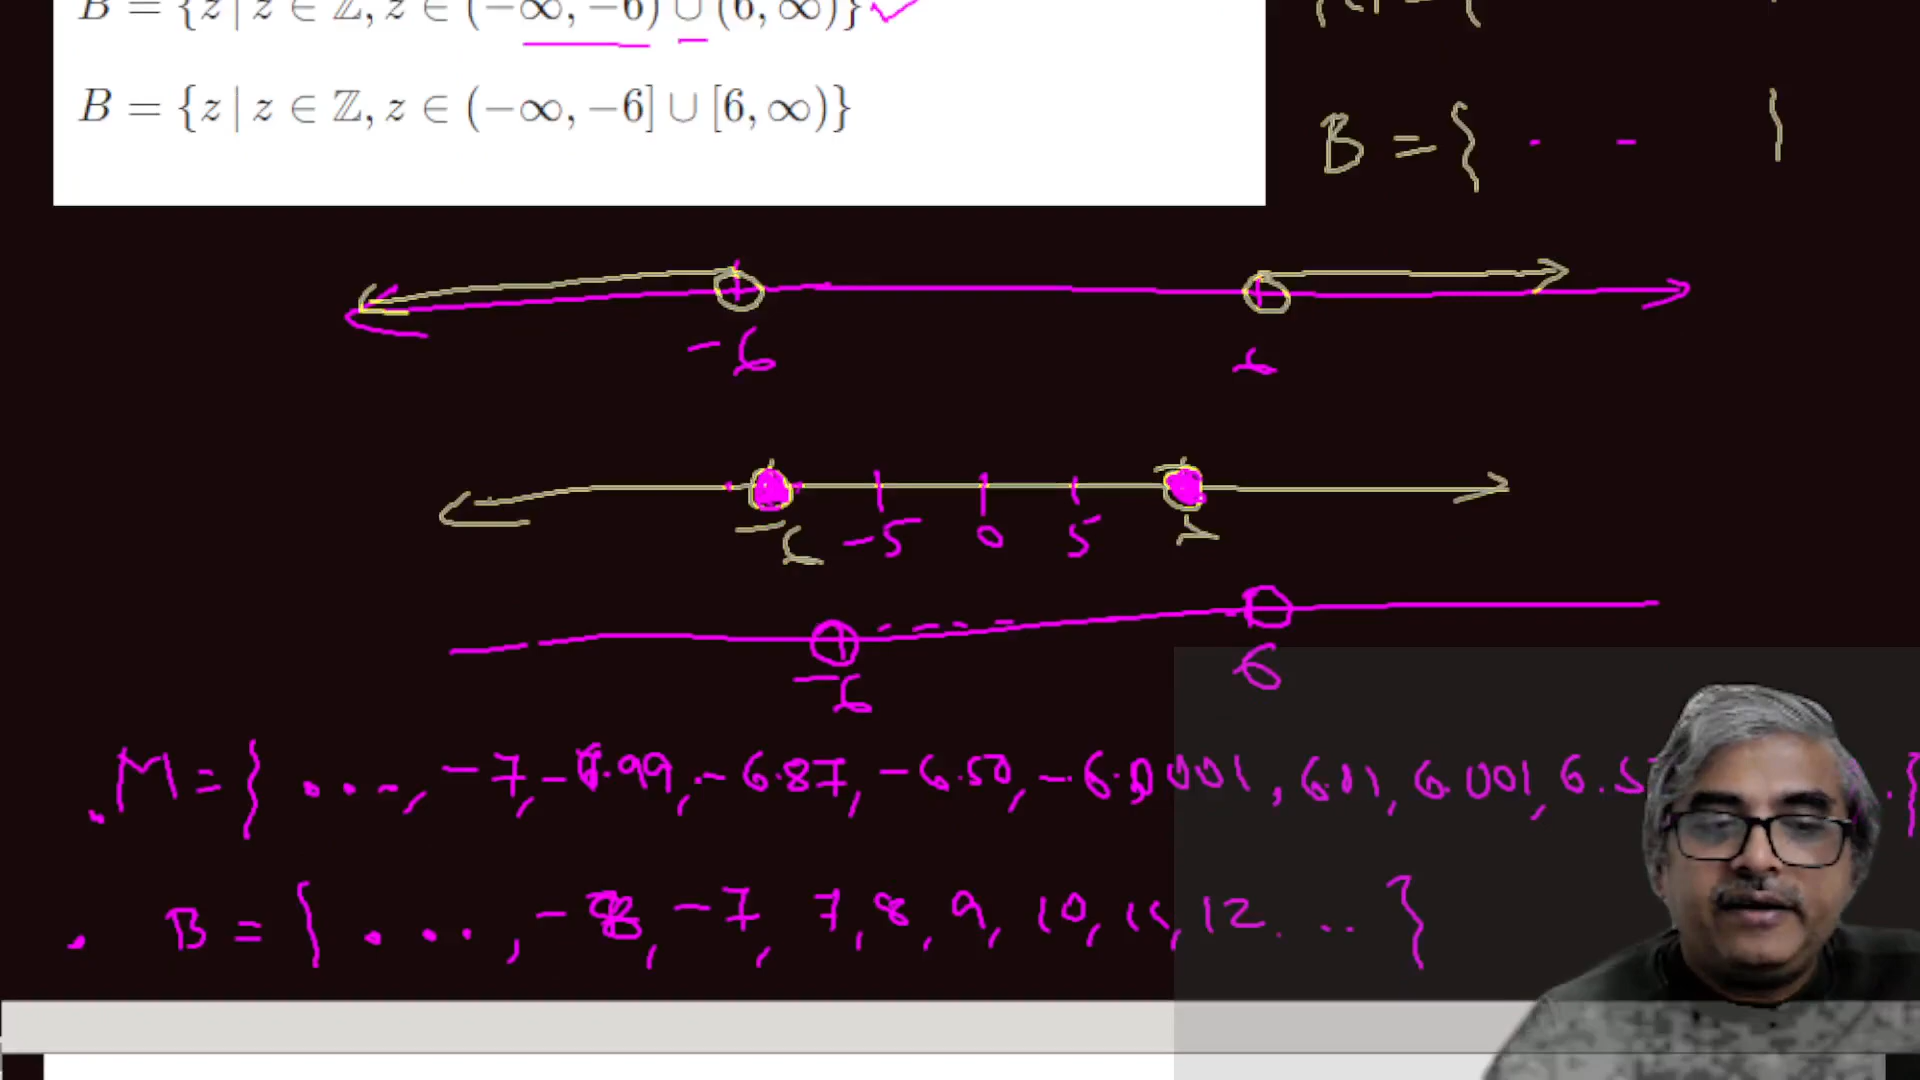 B = {z | z ∈ ℤ, z ∈ (−∞, −6) ∪ (6, ∞)} ✓
B = {z | z ∈ ℤ, z ∈ (−∞, −6] ∪ [6, ∞)}
B = { · - }
-6 6
-5 0 5
-6 6
M = { ..., -7, -6.99, -6.87, -6.50, -6.0001, 6.01, 6.001, 6.5 . }
B = { ..., -8, -7, 7, 8, 9, 10, 11, 12 ... }